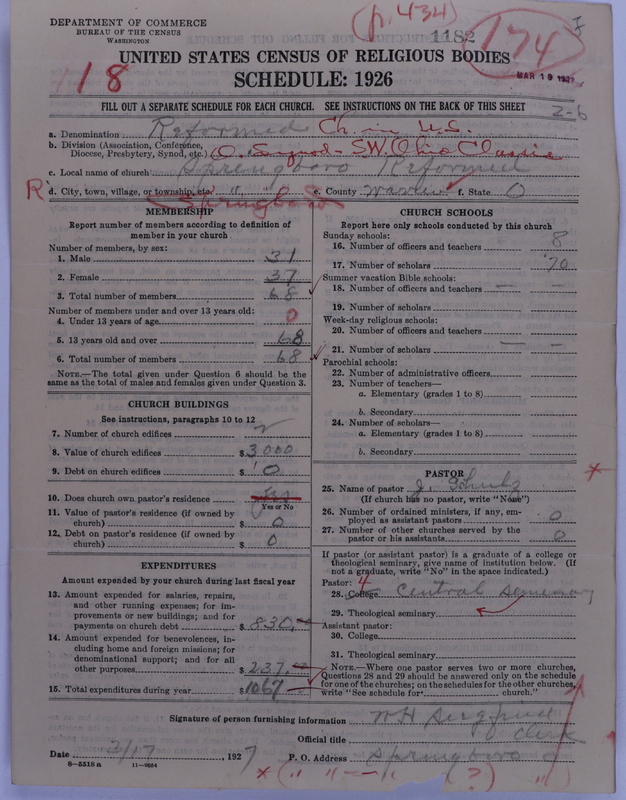 DEPARTMENT OF COMMERCE
BUREAU OF THE CENSUS
WASHINGTON
(p. 434)
1182
174
MAR 19 1927
UNITED STATES CENSUS OF RELIGIOUS BODIES
SCHEDULE: 1926
118
FILL OUT A SEPARATE SCHEDULE FOR EACH CHURCH. SEE INSTRUCTIONS ON THE BACK OF THIS SHEET
2-6
a. Denomination Reformed Ch. in U.S.
b. Division (Association, Conference, Diocese, Presbytery, Synod, etc.) O. Synod - SW. Ohio Classis
c. Local name of church Springboro Reformed
R d. City, town, village, or township, etc. " " e. County Warren f. State O
Springboro
MEMBERSHIP
Report number of members according to definition of
member in your church
Number of members, by sex:
1. Male 31
2. Female 37
3. Total number of members 68
Number of members under and over 13 years old:
4. Under 13 years of age 0
5. 13 years old and over 68
6. Total number of members 68
NOTE.—The total given under Question 6 should be
same as the total of males and females given under Question 3.
CHURCH BUILDINGS
See instructions, paragraphs 10 to 12
7. Number of church edifices
8. Value of church edifices $3000
9. Debt on church edifices $0
10. Does church own pastor's residence
Yes or No
11. Value of pastor's residence (if owned by
church) $0
12. Debt on pastor's residence (if owned by
church) $0
EXPENDITURES
Amount expended by your church during last fiscal year
13. Amount expended for salaries, repairs,
and other running expenses; for im-
provements or new buildings; and for
payments on church debt $830.
14. Amount expended for benevolences, in-
cluding home and foreign missions; for
denominational support; and for all
other purposes $237.
15. Total expenditures during year $1067
CHURCH SCHOOLS
Report here only schools conducted by this church
Sunday schools:
16. Number of officers and teachers 8
17. Number of scholars 70
Summer vacation Bible schools:
18. Number of officers and teachers — —
19. Number of scholars
Week-day religious schools:
20. Number of officers and teachers
21. Number of scholars — —
Parochial schools:
22. Number of administrative officers
23. Number of teachers—
a. Elementary (grades 1 to 8)
b. Secondary
24. Number of scholars—
a. Elementary (grades 1 to 8)
b. Secondary
PASTOR
25. Name of pastor J. Schulz
(If church has no pastor, write "None")
26. Number of ordained ministers, if any, em-
ployed as assistant pastors 0
27. Number of other churches served by the
pastor or his assistants 0
If pastor (or assistant pastor) is a graduate of a college or
theological seminary, give name of institution below. (If
not a graduate, write "No" in the space indicated.)
Pastor: 4
28. College Central Seminary
29. Theological seminary
Assistant pastor:
30. College
31. Theological seminary
NOTE.—Where one pastor serves two or more churches,
Questions 28 and 29 should be answered only on the schedule
for one of the churches; on the schedules for the other churches,
write "See schedule for church."
Signature of person furnishing information W H
Official title Clerk
Date 3/17, 1927 P. O. Address Springboro O
8-5518 a 11-9054
* ( " " — " ? )